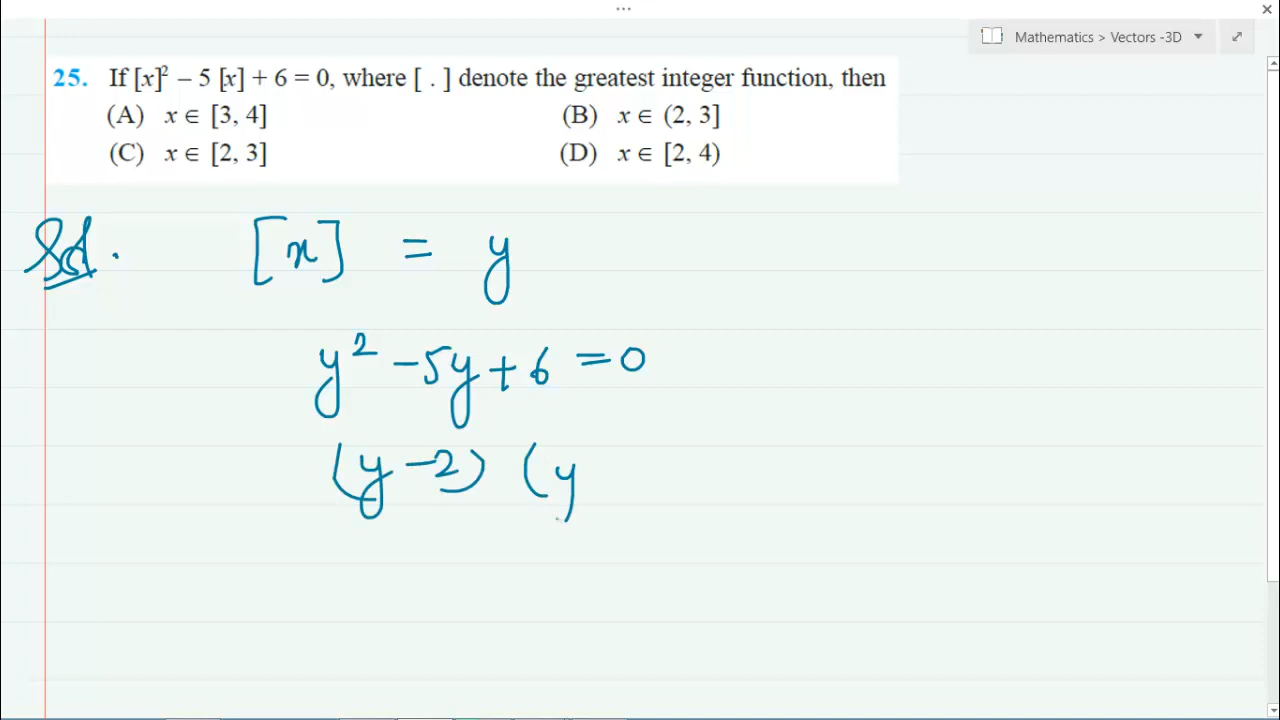 Mathematics > Vectors -3D
25. If [x]² – 5 [x] + 6 = 0, where [ . ] denote the greatest integer function, then
(A) x ∈ [3, 4] (B) x ∈ (2, 3]
(C) x ∈ [2, 3] (D) x ∈ [2, 4)
Sol. [x] = y
y² -5y + 6 = 0
(y -2) (y